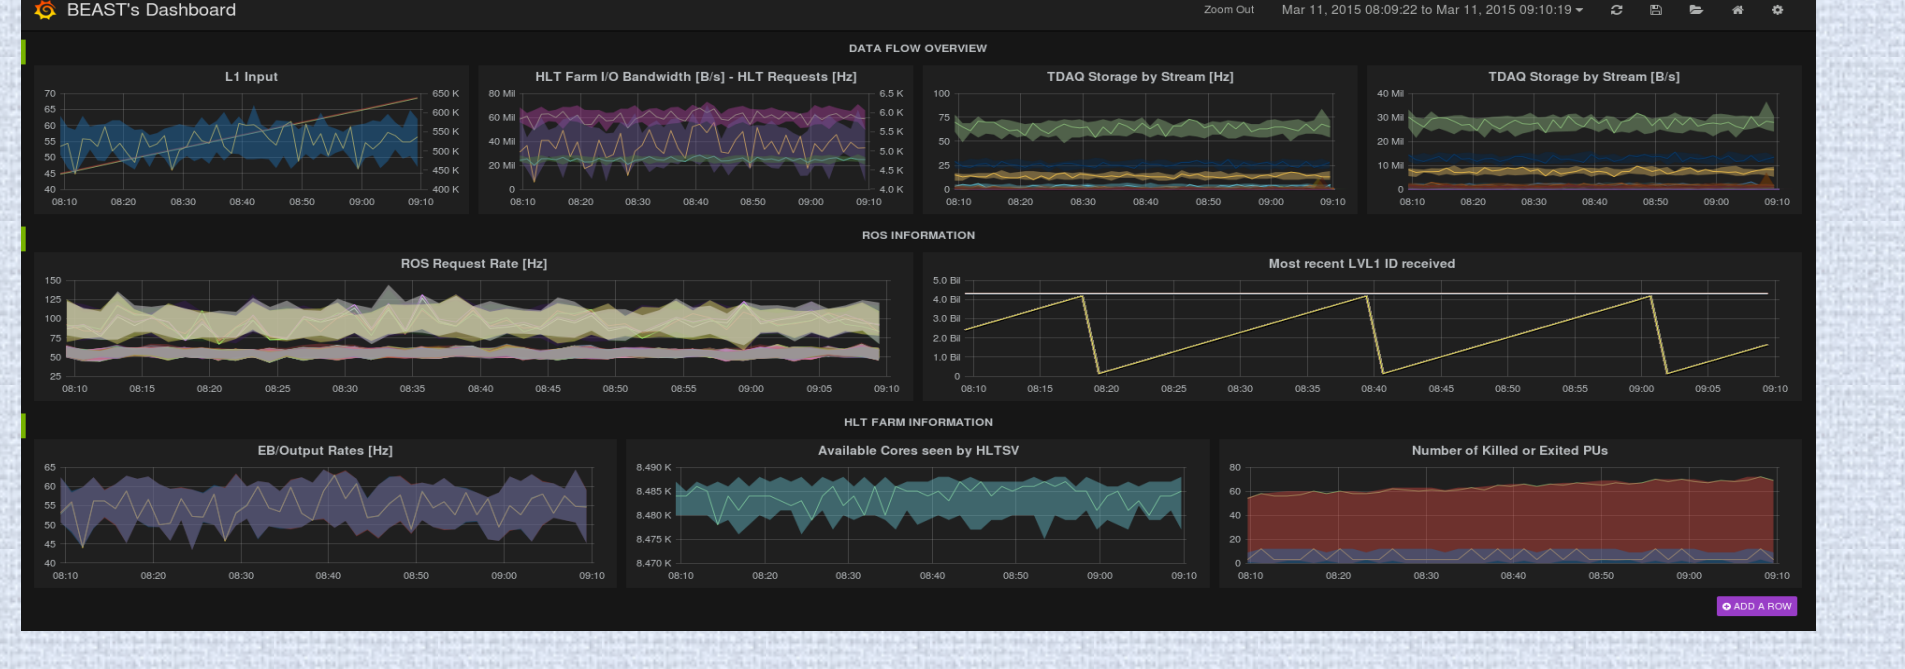 BEAST's Dashboard
Zoom Out Mar 11, 2015 08:09:22 to Mar 11, 2015 09:10:19
DATA FLOW OVERVIEW
L1 Input
70
65
60
55
50
45
40
650 K
600 K
550 K
500 K
450 K
400 K
08:10 08:20 08:30 08:40 08:50 09:00 09:10
HLT Farm I/O Bandwidth [B/s] - HLT Requests [Hz]
80 Mil
60 Mil
40 Mil
20 Mil
0
6.5 K
6.0 K
5.5 K
5.0 K
4.5 K
4.0 K
08:10 08:20 08:30 08:40 08:50 09:00 09:10
TDAQ Storage by Stream [Hz]
100
75
50
25
0
08:10 08:20 08:30 08:40 08:50 09:00 09:10
TDAQ Storage by Stream [B/s]
40 Mil
30 Mil
20 Mil
10 Mil
0
08:10 08:20 08:30 08:40 08:50 09:00 09:10
ROS INFORMATION
ROS Request Rate [Hz]
150
125
100
75
50
25
08:10 08:15 08:20 08:25 08:30 08:35 08:40 08:45 08:50 08:55 09:00 09:05 09:10
Most recent LVL1 ID received
5.0 Bil
4.0 Bil
3.0 Bil
2.0 Bil
1.0 Bil
0
08:10 08:15 08:20 08:25 08:30 08:35 08:40 08:45 08:50 08:55 09:00 09:05 09:10
HLT FARM INFORMATION
EB/Output Rates [Hz]
65
60
55
50
45
40
08:10 08:20 08:30 08:40 08:50 09:00 09:10
Available Cores seen by HLTSV
8.490 K
8.485 K
8.480 K
8.475 K
8.470 K
08:10 08:20 08:30 08:40 08:50 09:00 09:10
Number of Killed or Exited PUs
80
60
40
20
0
08:10 08:20 08:30 08:40 08:50 09:00 09:10
ADD A ROW